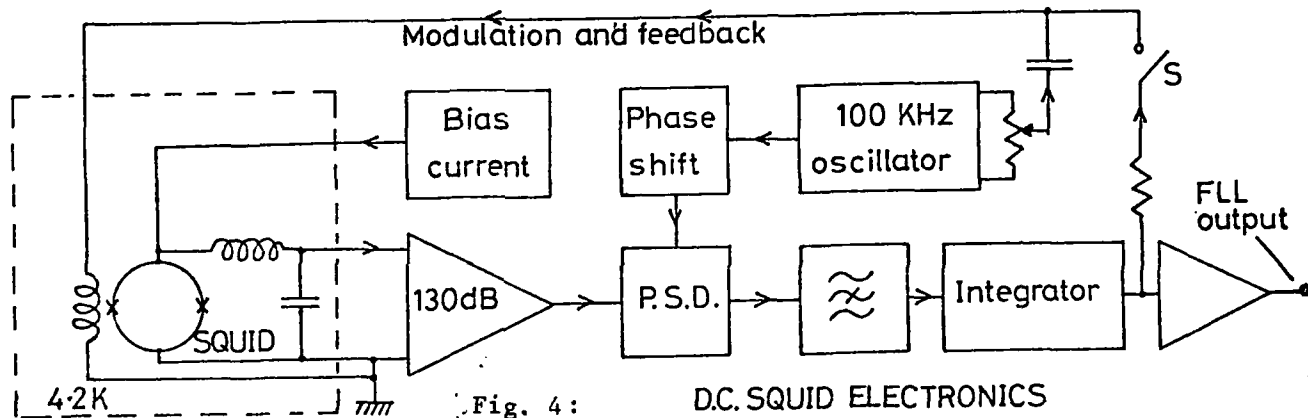 Modulation and feedback
S
Bias
current
Phase
shift
100 KHz
oscillator
FLL
output
130dB
P.S.D.
Integrator
SQUID
4·2K
Fig. 4:
D.C. SQUID ELECTRONICS